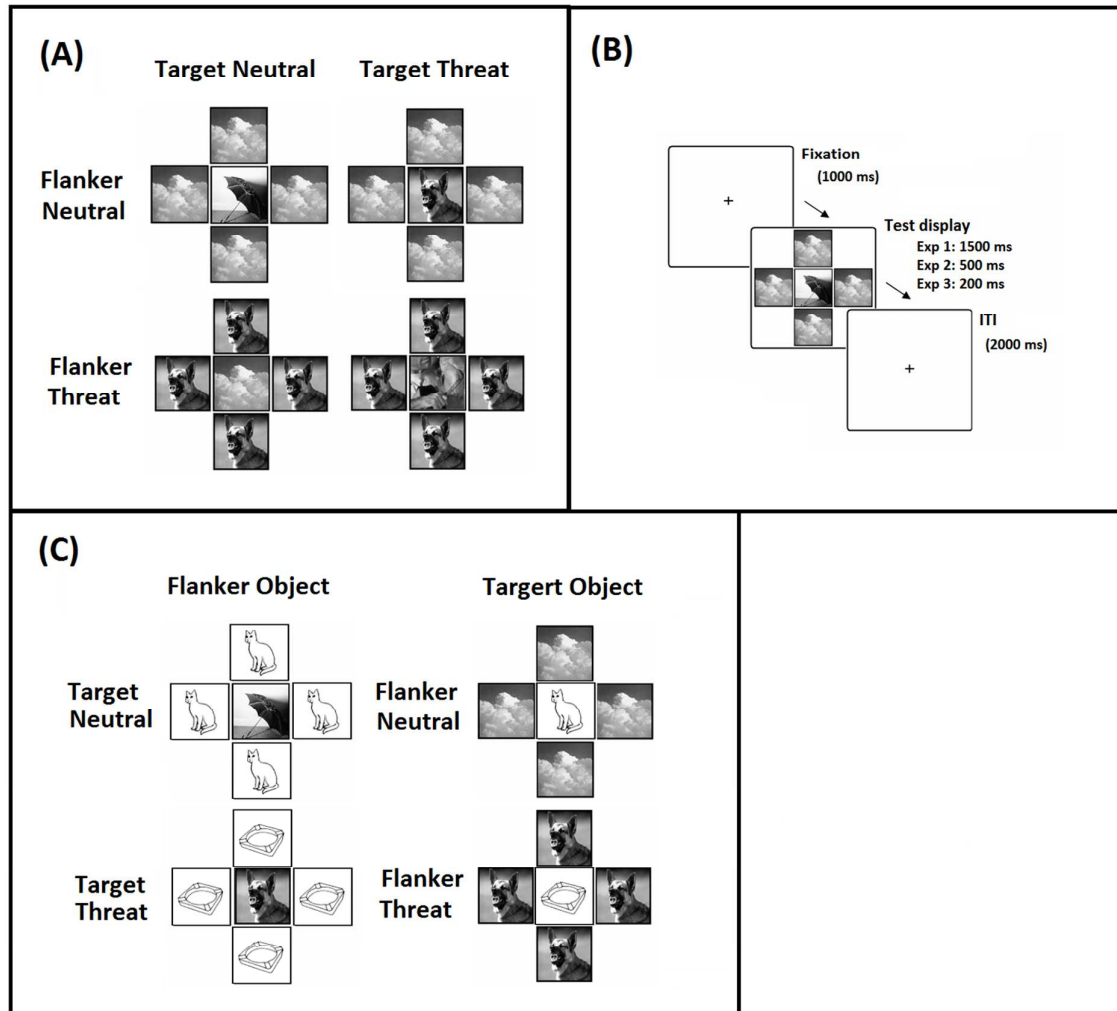 (A)
Target Neutral
Target Threat
Flanker
Neutral
Flanker
Threat
(B)
Fixation
(1000 ms)
Test display
Exp 1: 1500 ms
Exp 2: 500 ms
Exp 3: 200 ms
ITI
(2000 ms)
(C)
Flanker Object
Targert Object
Target
Neutral
Flanker
Neutral
Target
Threat
Flanker
Threat